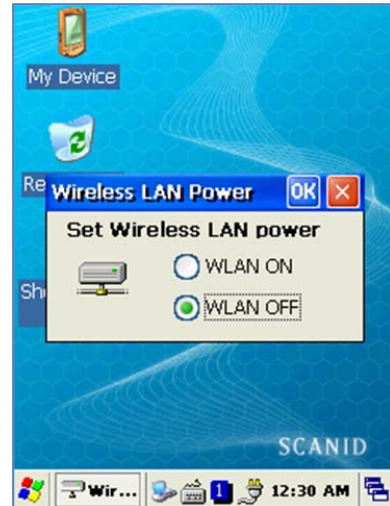 My Device
Re
Wireless LAN Power OK
Set Wireless LAN power
WLAN ON
Sh
WLAN OFF
SCANID
Wir... 1 12:30 AM